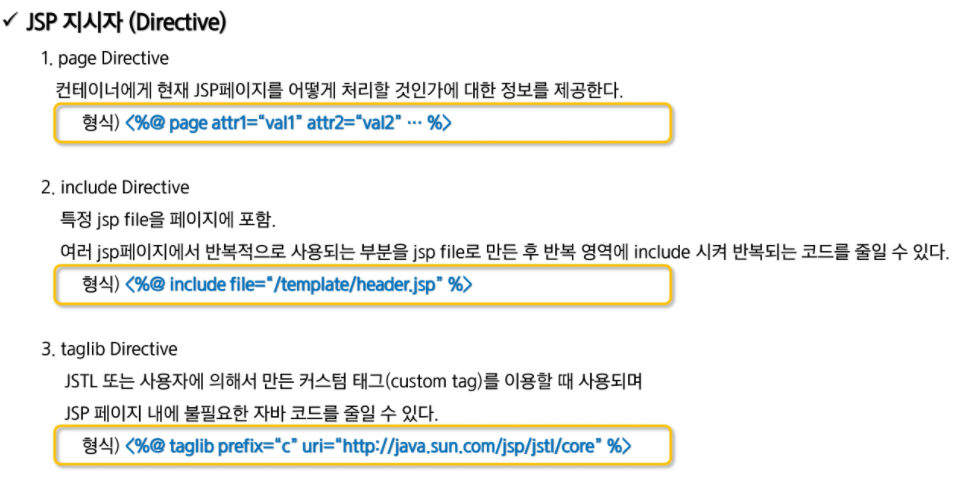 ✓ JSP 지시자 (Directive)
1. page Directive
컨테이너에게 현재 JSP페이지를 어떻게 처리할 것인가에 대한 정보를 제공한다.
형식) <%@ page attr1="val1" attr2="val2" … %>
2. include Directive
특정 jsp file을 페이지에 포함.
여러 jsp페이지에서 반복적으로 사용되는 부분을 jsp file로 만든 후 반복 영역에 include 시켜 반복되는 코드를 줄일 수 있다.
형식) <%@ include file="/template/header.jsp" %>
3. taglib Directive
JSTL 또는 사용자에 의해서 만든 커스텀 태그(custom tag)를 이용할 때 사용되며
JSP 페이지 내에 불필요한 자바 코드를 줄일 수 있다.
형식) <%@ taglib prefix="c" uri="http://java.sun.com/jsp/jstl/core" %>